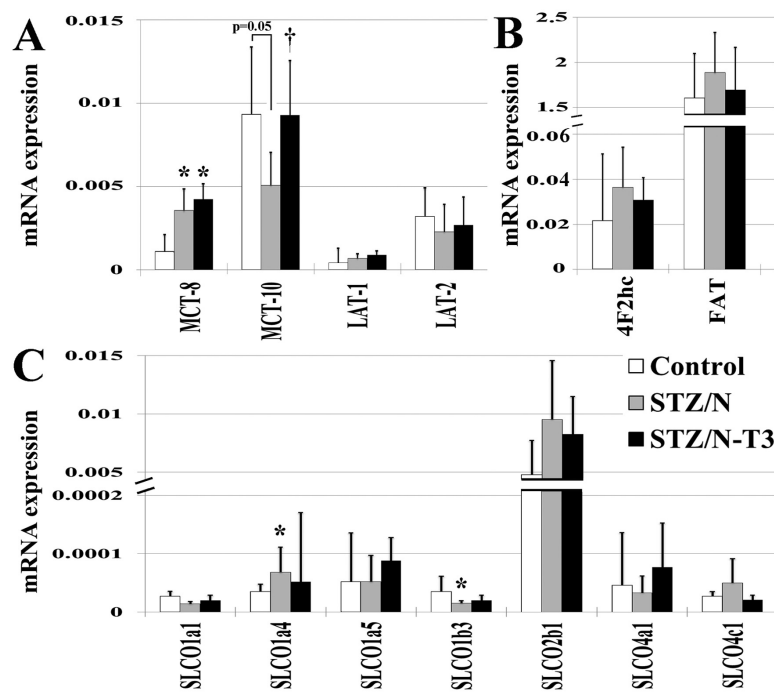 A
mRNA expression
0.015
0.01
0.005
0
p=0.05
†
* *
MCT-8
MCT-10
LAT-1
LAT-2
B
mRNA expression
2.5
2
1.5
0.06
0.04
0.02
0
4F2hc
FAT
C
mRNA expression
0.015
0.01
0.005
0.0002
0.0001
0
*
*
Control
STZ/N
STZ/N-T3
SLCO1a1
SLCO1a4
SLCO1a5
SLCO1b3
SLCO2b1
SLCO4a1
SLCO4c1